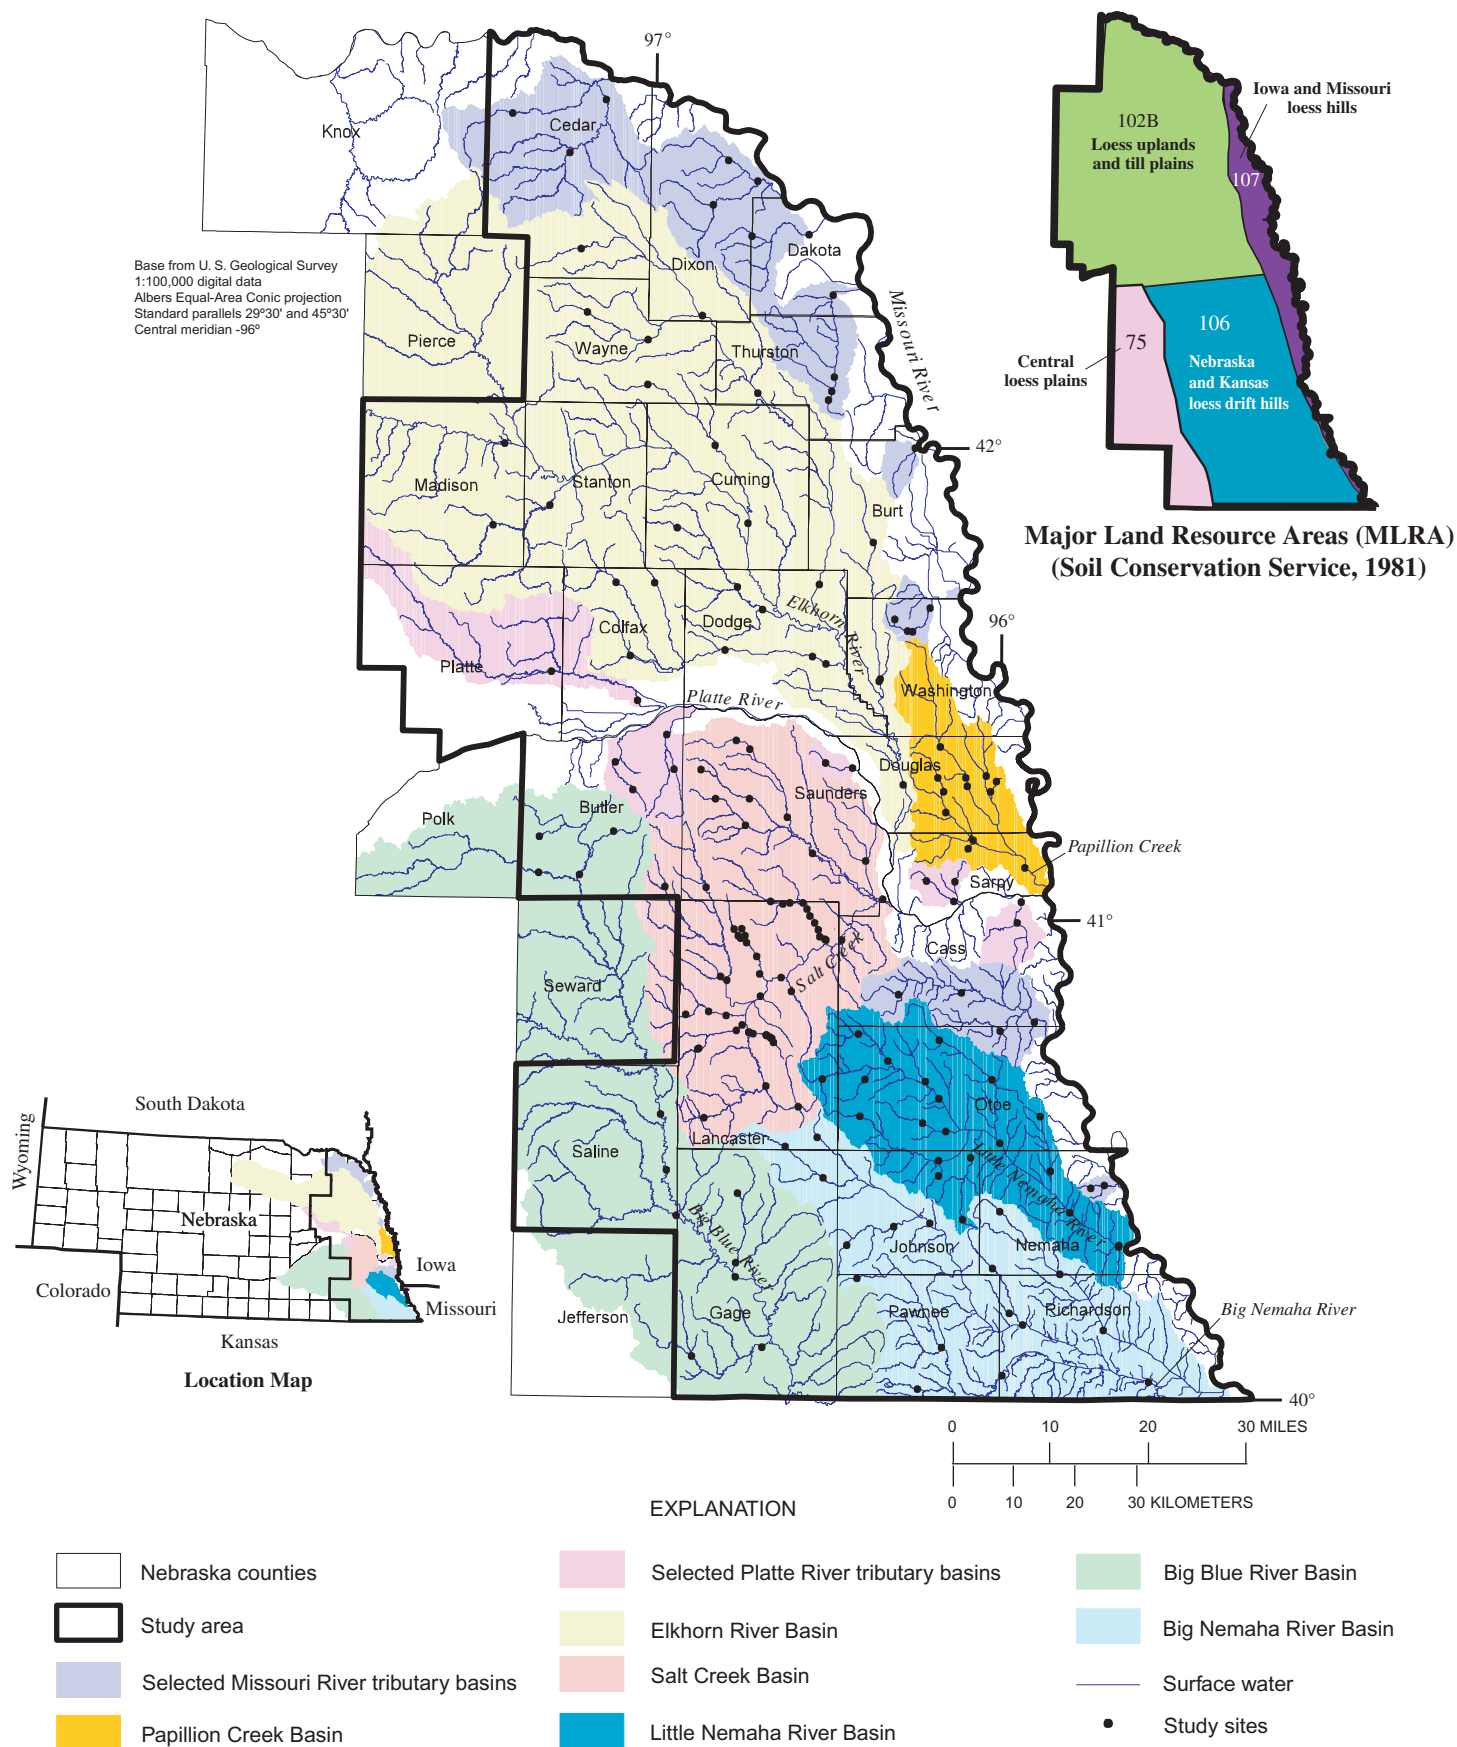 97°
Knox
Cedar
Base from U. S. Geological Survey
1:100,000 digital data
Albers Equal-Area Conic projection
Standard parallels 29º30' and 45º30'
Central meridian -96º
Dixon
Dakota
Missouri River
Pierce
Wayne
Thurston
42°
Madison
Stanton
Cuming
Burt
Elkhorn River
96°
Platte
Colfax
Dodge
Washington
Platte River
Douglas
Saunders
Polk
Butler
Papillion Creek
Sarpy
41°
Cass
Salt Creek
Seward
Otoe
Lancaster
Saline
Little Nemaha River
Big Blue River
Johnson
Nemaha
Jefferson
Gage
Pawnee
Richardson
Big Nemaha River
40°
Iowa and Missouri
loess hills
102B
Loess uplands
and till plains
107
106
75
Central
loess plains
Nebraska
and Kansas
loess drift hills
Major Land Resource Areas (MLRA)
(Soil Conservation Service, 1981)
South Dakota
Wyoming
Nebraska
Iowa
Colorado
Missouri
Kansas
Location Map
0 10 20 30 MILES
0 10 20 30 KILOMETERS
EXPLANATION
Nebraska counties
Study area
Selected Missouri River tributary basins
Papillion Creek Basin
Selected Platte River tributary basins
Elkhorn River Basin
Salt Creek Basin
Little Nemaha River Basin
Big Blue River Basin
Big Nemaha River Basin
Surface water
Study sites